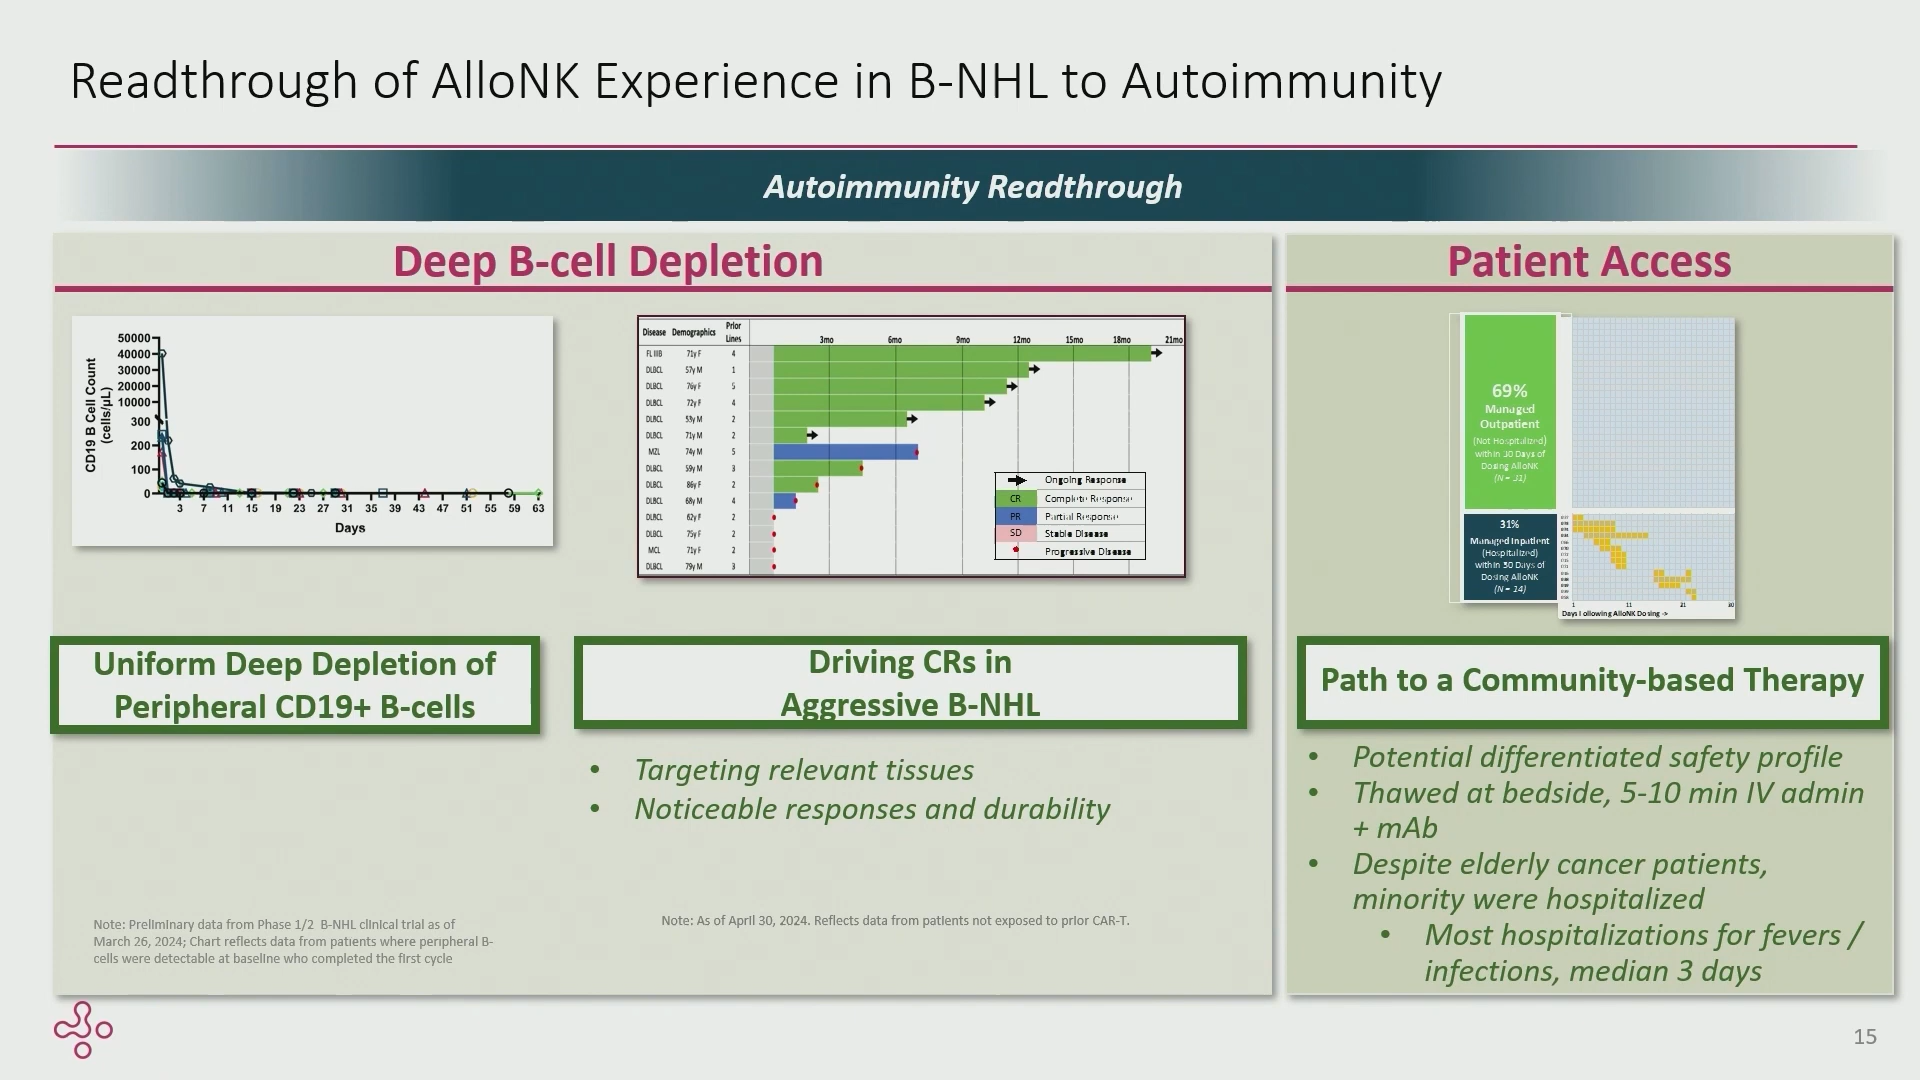 Readthrough of AlloNK Experience in B-NHL to Autoimmunity
Autoimmunity Readthrough
Deep B-cell Depletion
CD19 B Cell Count
(cells/µL)
50000
40000
30000
20000
10000
300
200
100
0
3 7 11 15 19 23 27 31 35 39 43 47 51 55 59 63
Days
Disease Demographics Prior Lines 3mo 6mo 9mo 12mo 15mo 18mo 21mo
FL IIIB 71y F 4
DLBCL 57y M 1
DLBCL 76y F 5
DLBCL 72y F 4
DLBCL 53y M 2
DLBCL 71y M 2
MZL 74y M 5
DLBCL 59y M 3
DLBCL 86y F 2
DLBCL 68y M 4
DLBCL 62y F 2
DLBCL 75y F 2
MCL 71y F 2
DLBCL 79y M 3
Ongoing Response
CR Complete Response
PR Partial Response
SD Stable Disease
Progressive Disease
Uniform Deep Depletion of
Peripheral CD19+ B-cells
Driving CRs in
Aggressive B-NHL
• Targeting relevant tissues
• Noticeable responses and durability
Note: Preliminary data from Phase 1/2 B-NHL clinical trial as of
March 26, 2024; Chart reflects data from patients where peripheral B-
cells were detectable at baseline who completed the first cycle
Note: As of April 30, 2024. Reflects data from patients not exposed to prior CAR-T.
Patient Access
69%
Managed
Outpatient
(Not Hospitalized)
within 30 Days of
Dosing AlloNK
(N = 31)
31%
Managed Inpatient
(Hospitalized)
within 30 Days of
Dosing AlloNK
(N = 14)
1 11 21 30
Days Following AlloNK Dosing ->
Path to a Community-based Therapy
• Potential differentiated safety profile
• Thawed at bedside, 5-10 min IV admin
+ mAb
• Despite elderly cancer patients,
minority were hospitalized
• Most hospitalizations for fevers /
infections, median 3 days
15